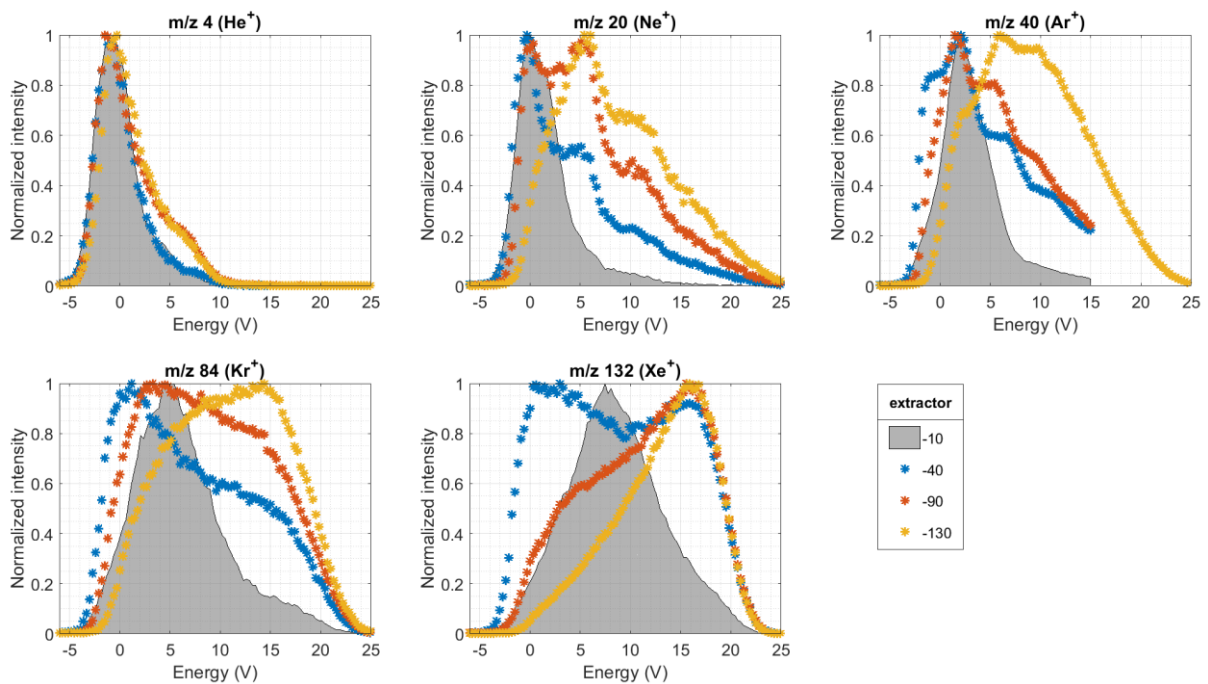 m/z 4 (He+)
1
0.8
0.6
0.4
0.2
0
-5 0 5 10 15 20 25
Normalized intensity
Energy (V)
m/z 20 (Ne+)
1
0.8
0.6
0.4
0.2
0
-5 0 5 10 15 20 25
Normalized intensity
Energy (V)
m/z 40 (Ar+)
1
0.8
0.6
0.4
0.2
0
-5 0 5 10 15 20 25
Normalized intensity
Energy (V)
m/z 84 (Kr+)
1
0.8
0.6
0.4
0.2
0
-5 0 5 10 15 20 25
Normalized intensity
Energy (V)
m/z 132 (Xe+)
1
0.8
0.6
0.4
0.2
0
-5 0 5 10 15 20 25
Normalized intensity
Energy (V)
extractor
-10
-40
-90
-130